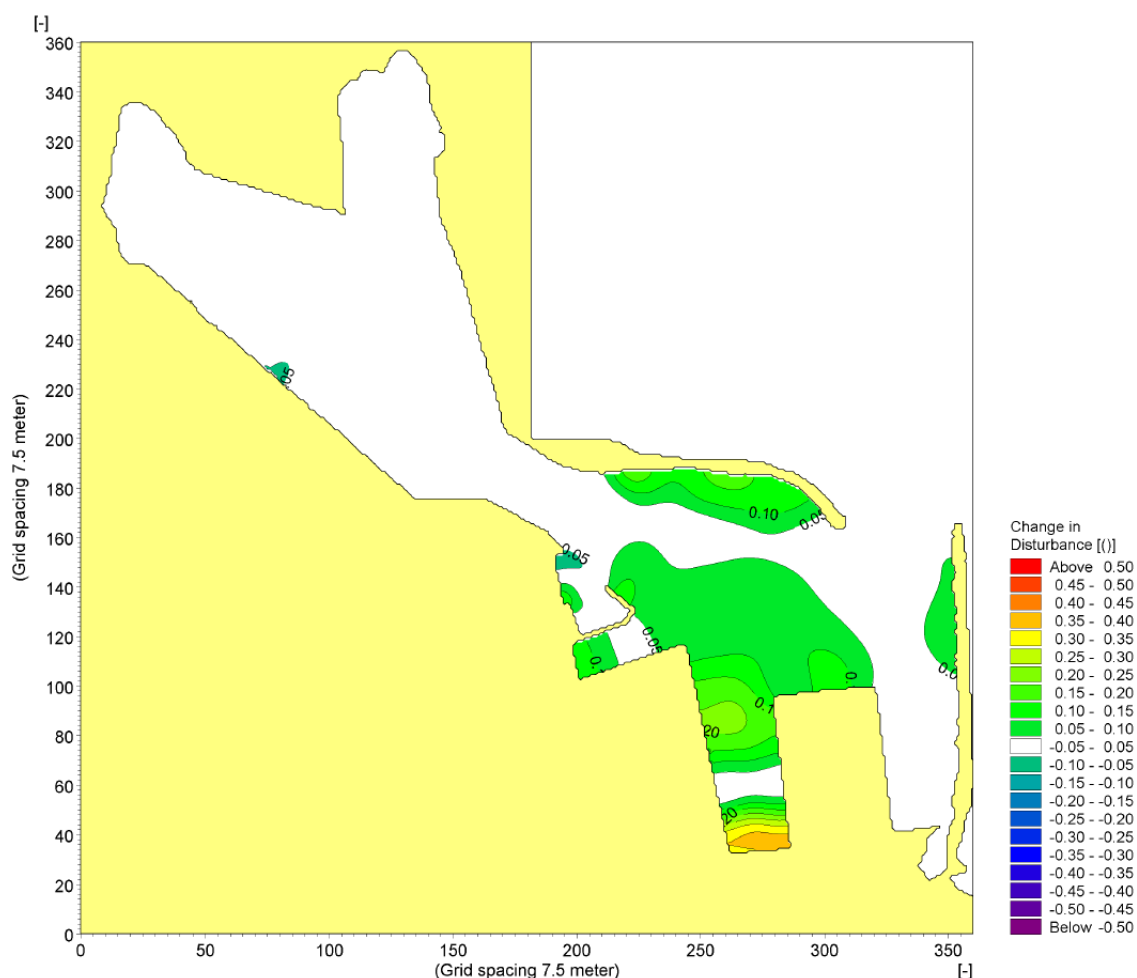 [-]
360
340
320
300
280
260
240
220
200
180
160
140
120
100
80
60
40
20
0
(Grid spacing 7.5 meter)
0 50 100 150 200 250 300 350
(Grid spacing 7.5 meter) [-]
05
0.10
0.05
0.05
0.05
0.1
0.0
0.
0.1
20
20
Change in
Disturbance [()]
Above 0.50
0.45 - 0.50
0.40 - 0.45
0.35 - 0.40
0.30 - 0.35
0.25 - 0.30
0.20 - 0.25
0.15 - 0.20
0.10 - 0.15
0.05 - 0.10
-0.05 - 0.05
-0.10 - -0.05
-0.15 - -0.10
-0.20 - -0.15
-0.25 - -0.20
-0.30 - -0.25
-0.35 - -0.30
-0.40 - -0.35
-0.45 - -0.40
-0.50 - -0.45
Below -0.50